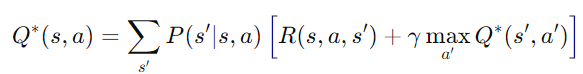 Q*(s, a) = ∑_{s′} P(s′|s, a) [R(s, a, s′) + γ max_{a′} Q*(s′, a′)]